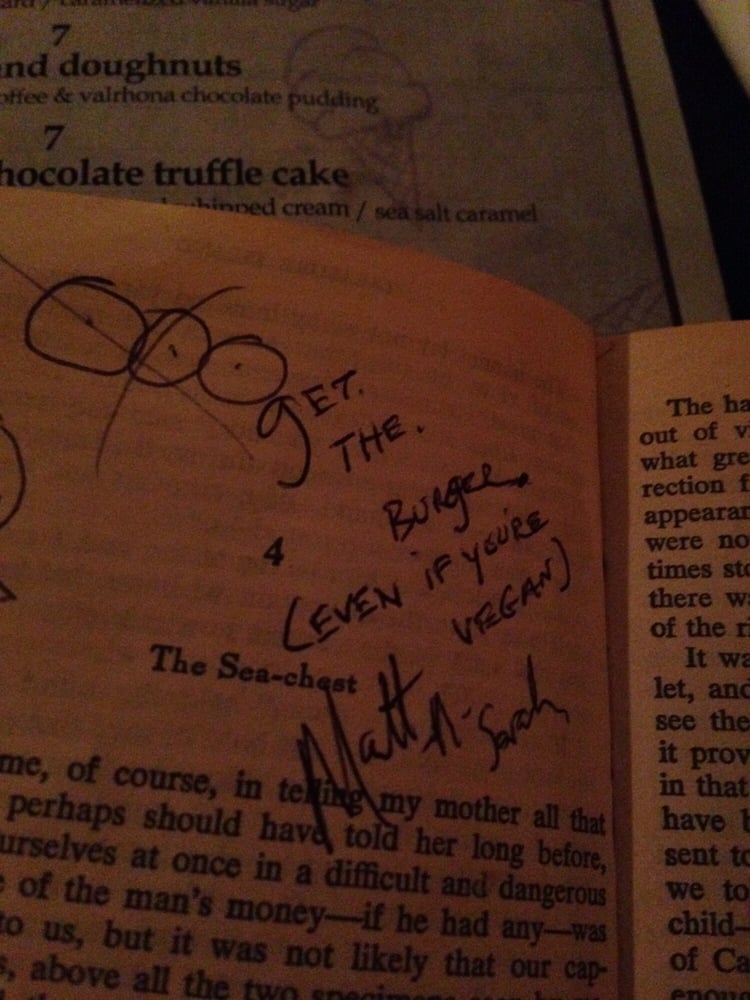 7
nd doughnuts
offee & valrhona chocolate pudding
7
hocolate truffle cake
whipped cream / sea salt caramel
GET.
THE.
BURGER.
(EVEN IF YOU'RE
VEGAN)
Matt N' Sarah
4
The Sea-chest
me, of course, in telling my mother all that
perhaps should have told her long before,
urselves at once in a difficult and dangerous
of the man's money—if he had any—was
to us, but it was not likely that our cap-
s, above all the two
The ha
out of v
what gre
rection f
appearan
were no
times sto
there wa
of the ri
It wa
let, and
see the
it prov
in that
have b
sent to
we to
child—
of Ca
enou